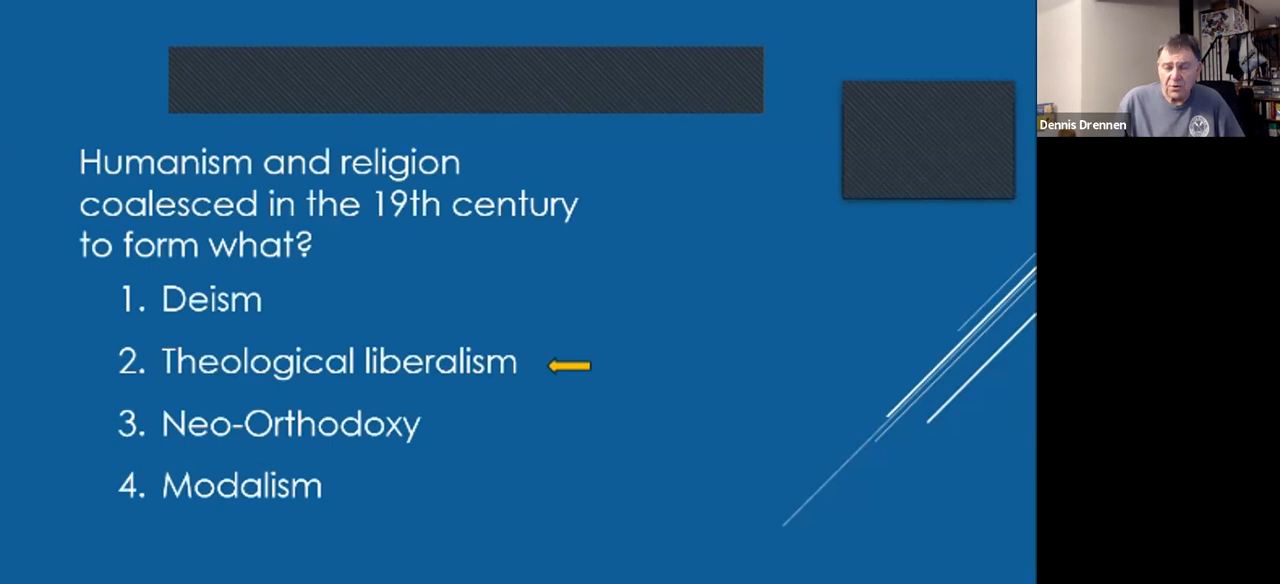 Humanism and religion
coalesced in the 19th century
to form what?
1. Deism
2. Theological liberalism
3. Neo-Orthodoxy
4. Modalism
Dennis Drennen